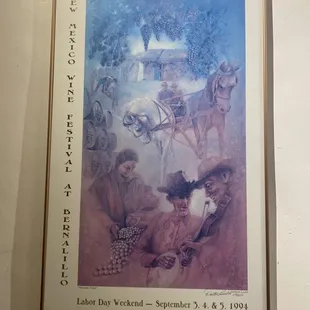 NEW MEXICO WINE FESTIVAL AT BERNALILLO
Labor Day Weekend — September 3, 4, & 5, 1994